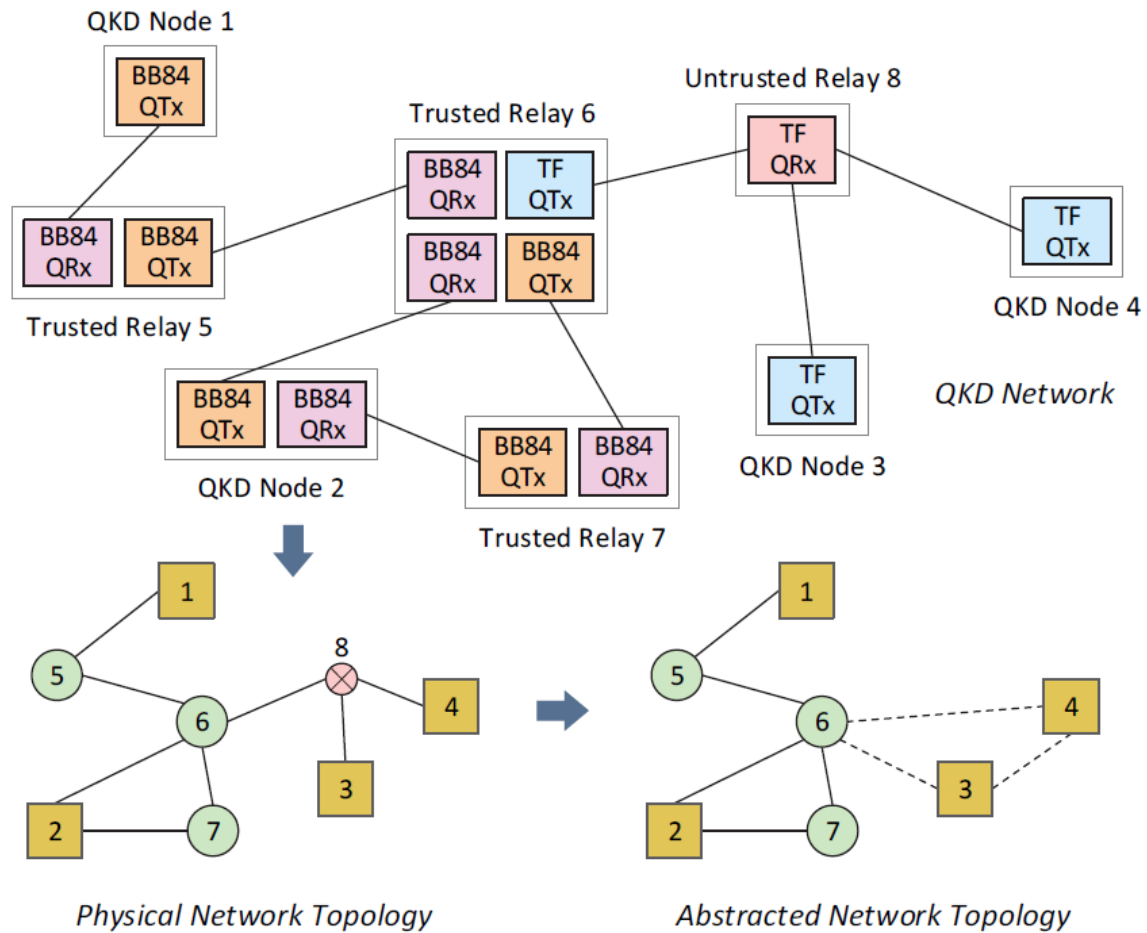 QKD Node 1
BB84
QTx
Untrusted Relay 8
Trusted Relay 6
TF
QRx
BB84
QRx
TF
QTx
BB84
QRx
BB84
QTx
BB84
QRx
BB84
QTx
TF
QTx
Trusted Relay 5
QKD Node 4
BB84
QTx
BB84
QRx
TF
QTx
QKD Network
BB84
QTx
BB84
QRx
QKD Node 2
QKD Node 3
Trusted Relay 7
1
5
8
6
4
3
2
7
Physical Network Topology
1
5
6
4
3
2
7
Abstracted Network Topology